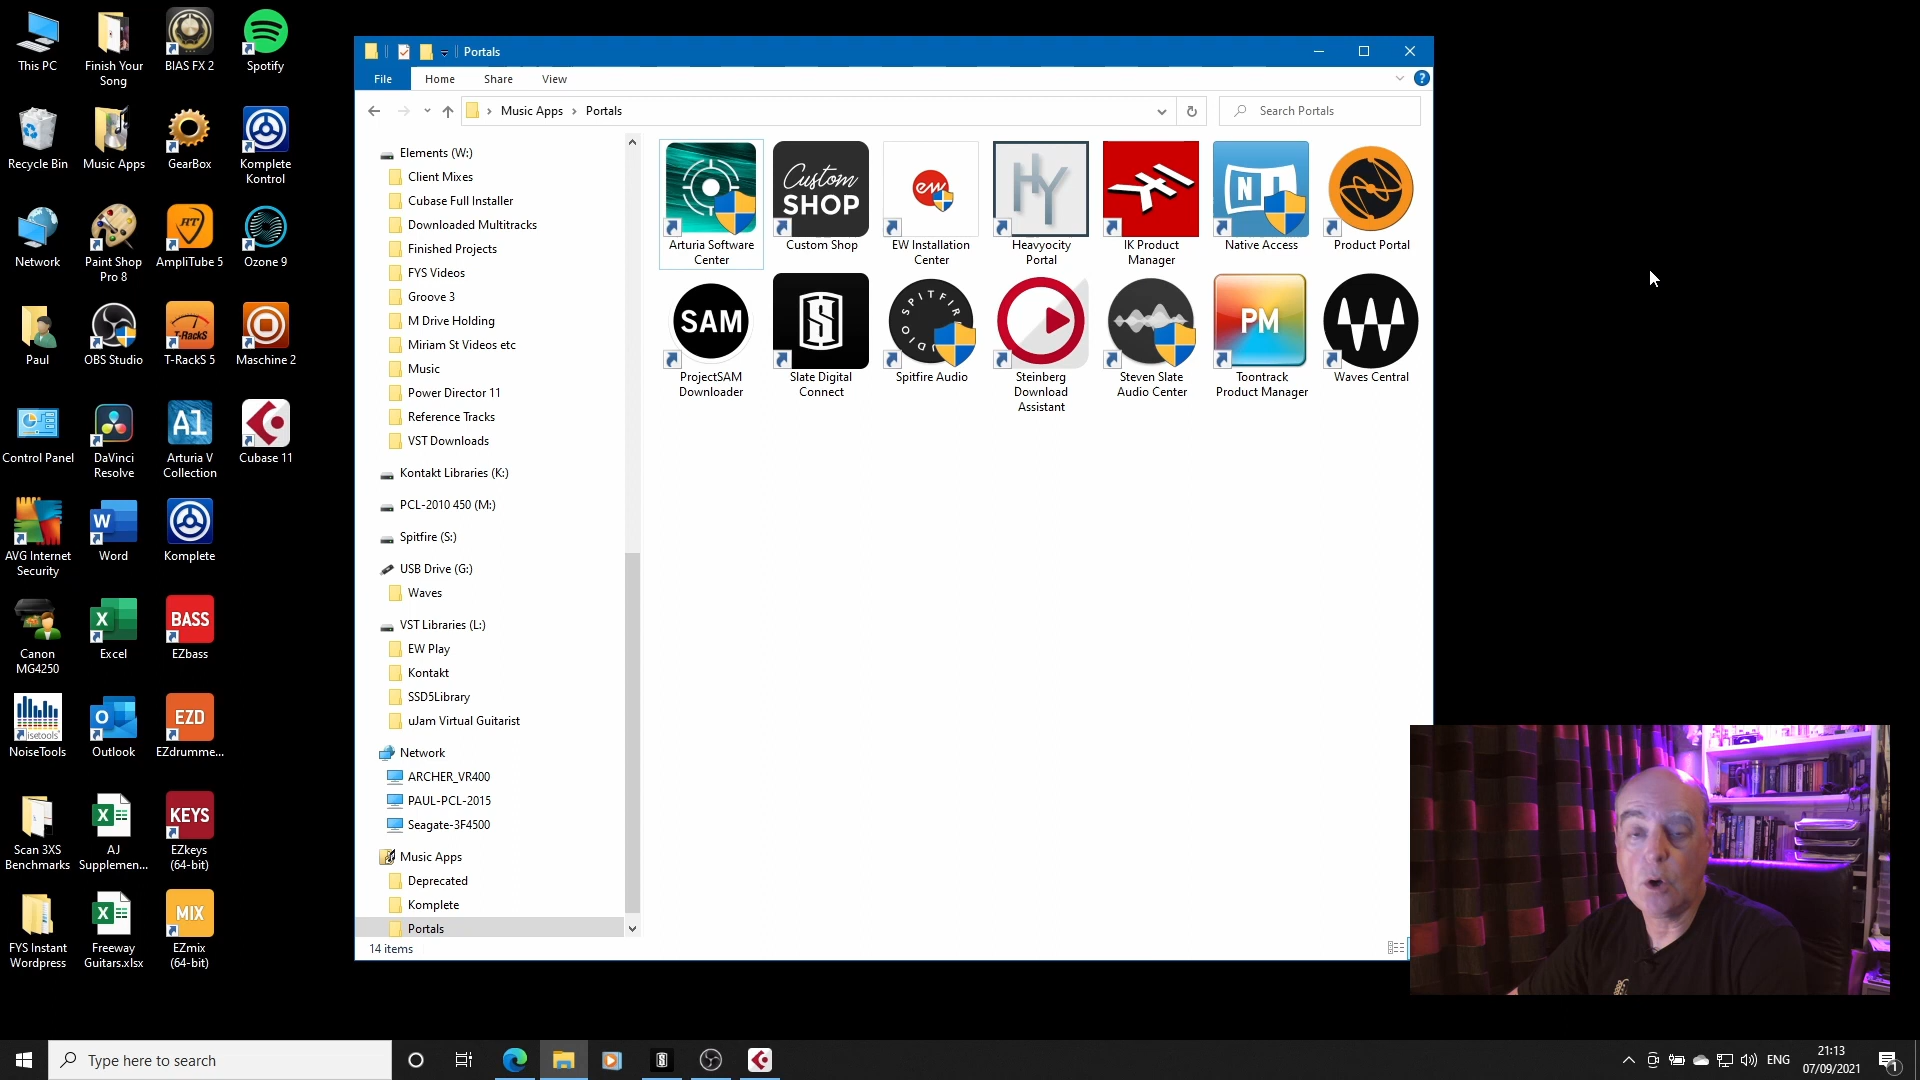 This PC
Finish Your
Song
BIAS FX 2
Spotify
Recycle Bin
Music Apps
GearBox
Komplete
Kontrol
Network
Paint Shop
Pro 8
RT
AmpliTube 5
Ozone 9
Paul
OBS Studio
T-RackS
T-RackS 5
Maschine 2
Control Panel
DaVinci
Resolve
A1
Arturia V
Collection
Cubase 11
AVG Internet
Security
W
Word
Komplete
Canon
MG4250
X
Excel
BASS
EZbass
isetools
NoiseTools
O
Outlook
EZD
EZdrumme...
Scan 3XS
Benchmarks
X
AJ
Supplemen...
KEYS
EZkeys
(64-bit)
FYS Instant
Wordpress
X
Freeway
Guitars.xlsx
MIX
EZmix
(64-bit)
Portals
File
Home
Share
View
?
Music Apps
Portals
Search Portals
Elements (W:)
Client Mixes
Cubase Full Installer
Downloaded Multitracks
Finished Projects
FYS Videos
Groove 3
M Drive Holding
Miriam St Videos etc
Music
Power Director 11
Reference Tracks
VST Downloads
Kontakt Libraries (K:)
PCL-2010 450 (M:)
Spitfire (S:)
USB Drive (G:)
Waves
VST Libraries (L:)
EW Play
Kontakt
SSD5Library
uJam Virtual Guitarist
Network
ARCHER_VR400
PAUL-PCL-2015
Seagate-3F4500
Music Apps
Deprecated
Komplete
Portals
14 items
Arturia Software
Center
Custom
SHOP
Custom Shop
ew
EW Installation
Center
HY
Heavyocity
Portal
IK Product
Manager
NI
Native Access
Product Portal
SAM
ProjectSAM
Downloader
S
Slate Digital
Connect
SPITFIRE AUDIO
Spitfire Audio
Steinberg
Download
Assistant
Steven Slate
Audio Center
PM
Toontrack
Product Manager
Waves Central
Type here to search
ENG
21:13
07/09/2021
1